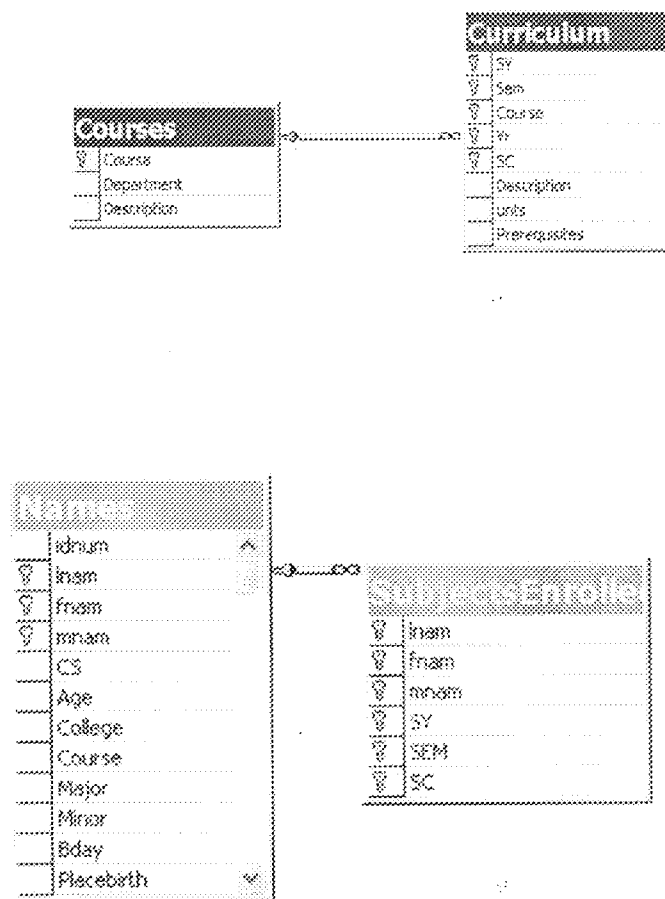 Curriculum
SY
Sem
Course
Yr
SC
Description
units
Prerequisites
Courses
Course
Department
Description
Names
idnum
lnam
fnam
mnam
CS
Age
College
Course
Major
Minor
Bday
Placebirth
SubjectsEnrolle
lnam
fnam
mnam
SY
SEM
SC